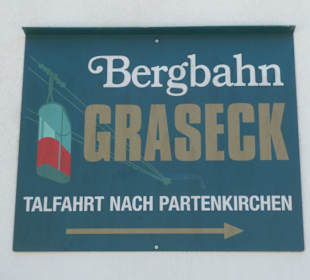 Bergbahn
GRASECK
TALFAHRT NACH PARTENKIRCHEN